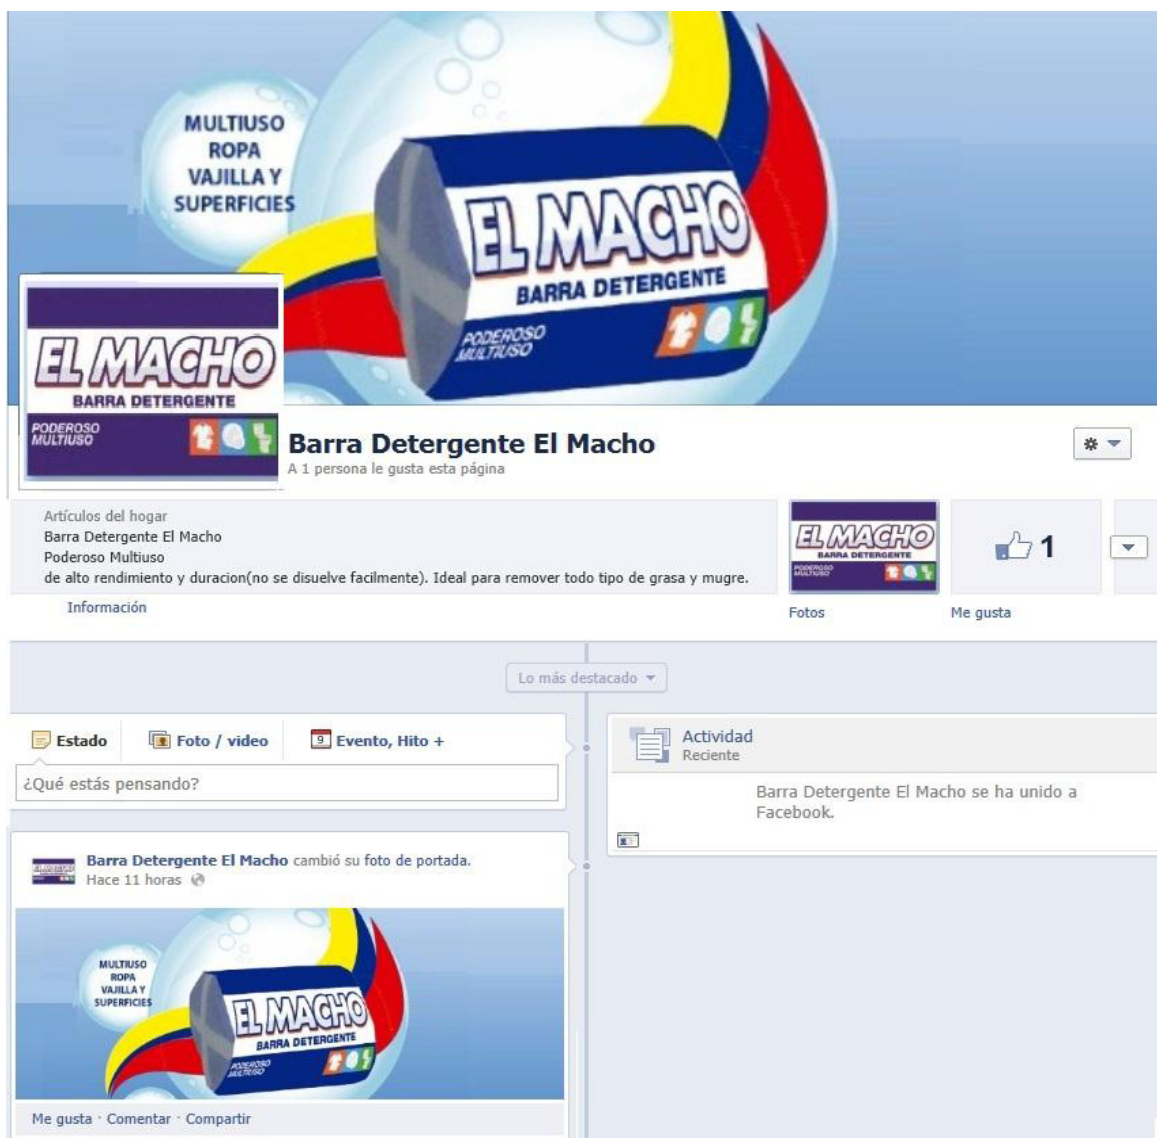 MULTIUSO
ROPA
VAJILLA Y
SUPERFICIES
EL MACHO
BARRA DETERGENTE
PODEROSO
MULTIUSO
EL MACHO
BARRA DETERGENTE
PODEROSO
MULTIUSO
Barra Detergente El Macho
A 1 persona le gusta esta página
Artículos del hogar
Barra Detergente El Macho
Poderoso Multiuso
de alto rendimiento y duracion(no se disuelve facilmente). Ideal para remover todo tipo de grasa y mugre.
Información
EL MACHO
BARRA DETERGENTE
PODEROSO
MULTIUSO
Fotos
1
Me gusta
Lo más destacado
Estado
Foto / video
9
Evento, Hito +
¿Qué estás pensando?
Actividad
Reciente
Barra Detergente El Macho se ha unido a
Facebook.
Barra Detergente El Macho cambió su foto de portada.
Hace 11 horas
MULTIUSO
ROPA
VAJILLA Y
SUPERFICIES
EL MACHO
BARRA DETERGENTE
PODEROSO
MULTIUSO
Me gusta · Comentar · Compartir